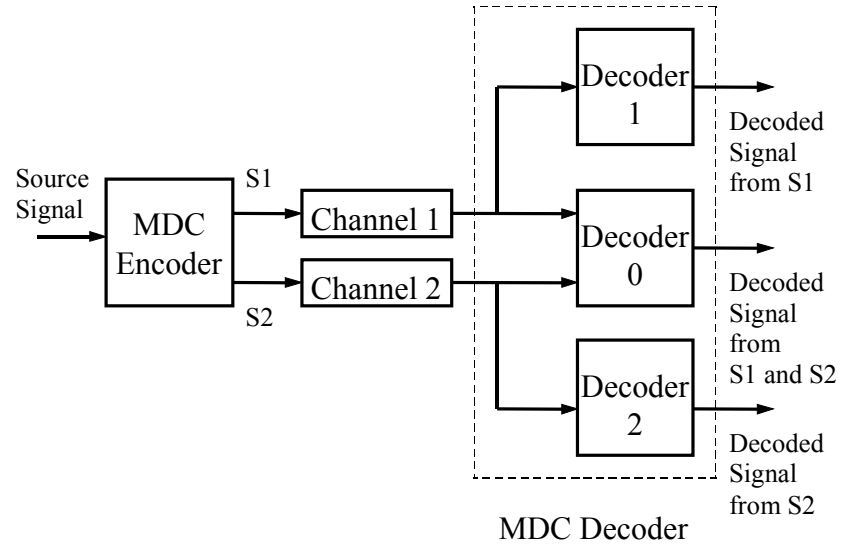 Source
Signal
MDC
Encoder
S1
S2
Channel 1
Channel 2
Decoder
1
Decoder
0
Decoder
2
Decoded
Signal
from S1
Decoded
Signal
from
S1 and S2
Decoded
Signal
from S2
MDC Decoder